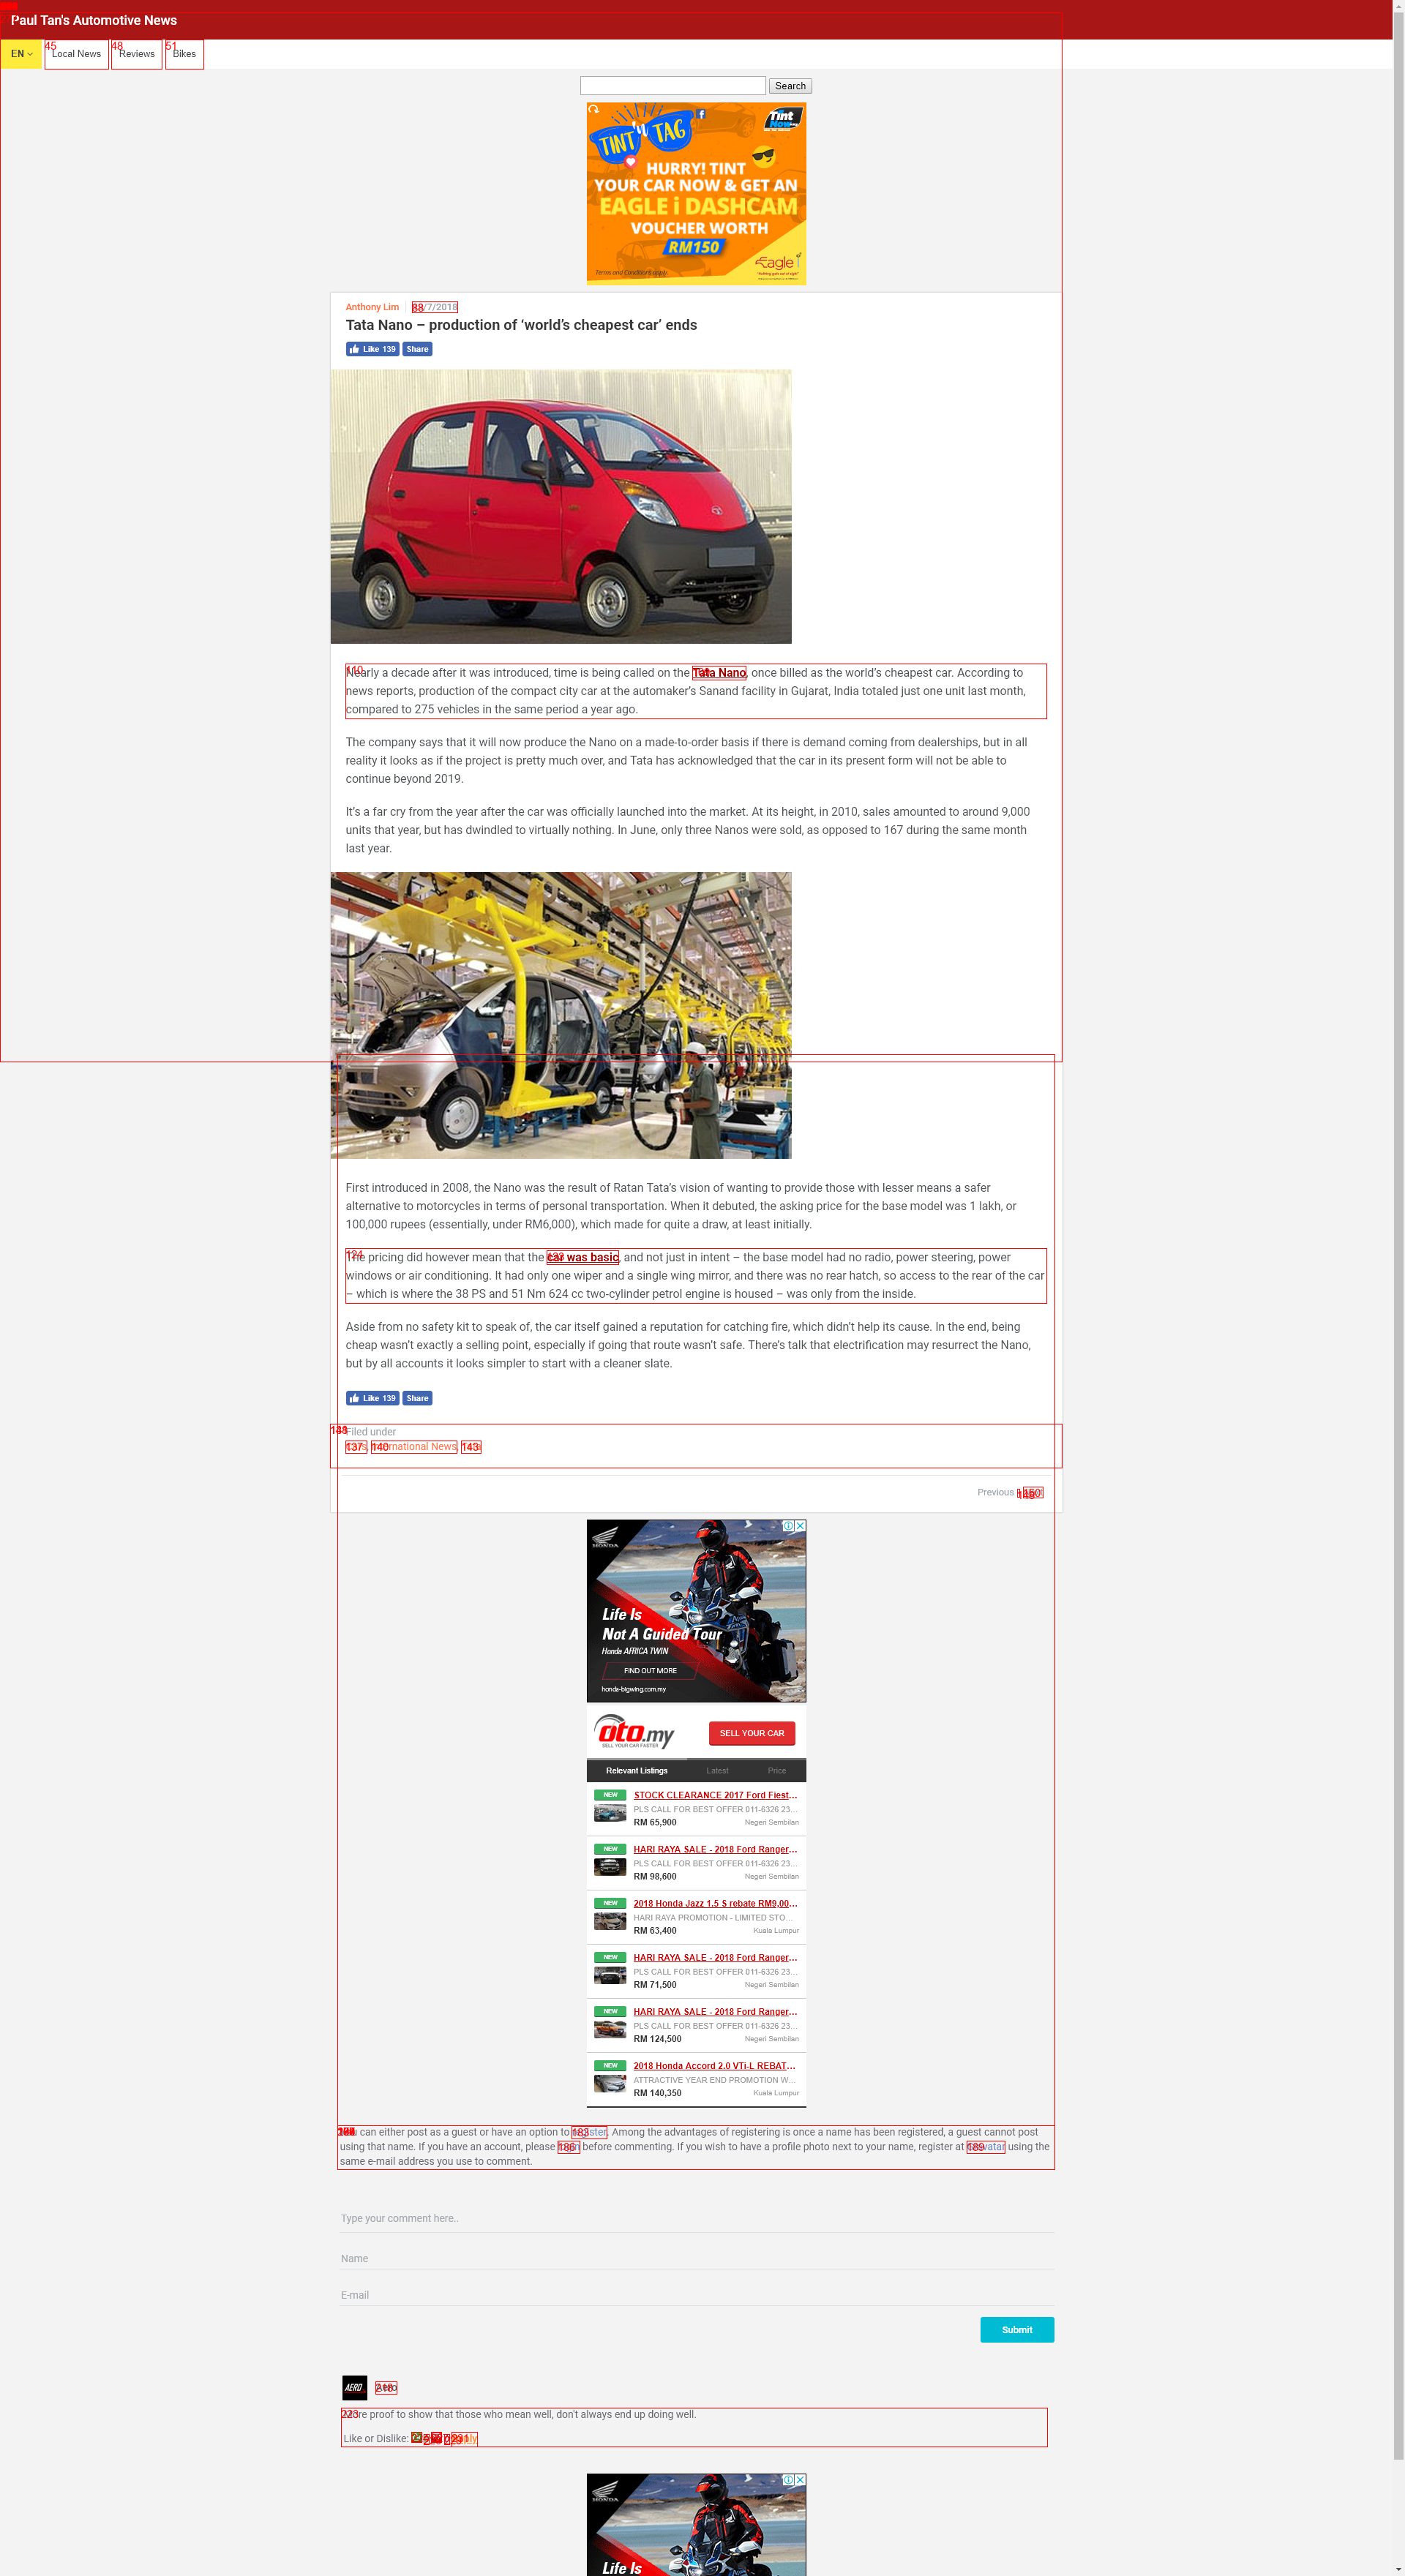 Paul Tan's Automotive News
EN
Local News
Reviews
Bikes
Search
TINT 'n TAG
Tint Now
HURRY! TINT
YOUR CAR NOW & GET AN
EAGLE i DASHCAM
VOUCHER WORTH
RM150
Terms and Conditions apply.
Eagle i
Anthony Lim
/7/2018
Tata Nano – production of ‘world’s cheapest car’ ends
Like 139 Share
Nearly a decade after it was introduced, time is being called on the Tata Nano, once billed as the world’s cheapest car. According to
news reports, production of the compact city car at the automaker’s Sanand facility in Gujarat, India totaled just one unit last month,
compared to 275 vehicles in the same period a year ago.
The company says that it will now produce the Nano on a made-to-order basis if there is demand coming from dealerships, but in all
reality it looks as if the project is pretty much over, and Tata has acknowledged that the car in its present form will not be able to
continue beyond 2019.
It’s a far cry from the year after the car was officially launched into the market. At its height, in 2010, sales amounted to around 9,000
units that year, but has dwindled to virtually nothing. In June, only three Nanos were sold, as opposed to 167 during the same month
last year.
First introduced in 2008, the Nano was the result of Ratan Tata’s vision of wanting to provide those with lesser means a safer
alternative to motorcycles in terms of personal transportation. When it debuted, the asking price for the base model was 1 lakh, or
100,000 rupees (essentially, under RM6,000), which made for quite a draw, at least initially.
The pricing did however mean that the car was basic, and not just in intent – the base model had no radio, power steering, power
windows or air conditioning. It had only one wiper and a single wing mirror, and there was no rear hatch, so access to the rear of the car
– which is where the 38 PS and 51 Nm 624 cc two-cylinder petrol engine is housed – was only from the inside.
Aside from no safety kit to speak of, the car itself gained a reputation for catching fire, which didn’t help its cause. In the end, being
cheap wasn’t exactly a selling point, especially if going that route wasn’t safe. There’s talk that electrification may resurrect the Nano,
but by all accounts it looks simpler to start with a cleaner slate.
Like 139 Share
Filed under
International News,
Previous
HONDA
Life Is
Not A Guided Tour
Honda AFRICA TWIN
FIND OUT MORE
honda-bigwing.com.my
oto.my
SELL YOUR CAR FASTER
SELL YOUR CAR
Relevant Listings Latest Price
NEW STOCK CLEARANCE 2017 Ford Fiest...
PLS CALL FOR BEST OFFER 011-6326 23...
RM 65,900 Negeri Sembilan
NEW HARI RAYA SALE - 2018 Ford Ranger...
PLS CALL FOR BEST OFFER 011-6326 23...
RM 98,600 Negeri Sembilan
NEW 2018 Honda Jazz 1.5 S rebate RM9,00...
HARI RAYA PROMOTION - LIMITED STO...
RM 63,400 Kuala Lumpur
NEW HARI RAYA SALE - 2018 Ford Ranger...
PLS CALL FOR BEST OFFER 011-6326 23...
RM 71,500 Negeri Sembilan
NEW HARI RAYA SALE - 2018 Ford Ranger...
PLS CALL FOR BEST OFFER 011-6326 23...
RM 124,500 Negeri Sembilan
NEW 2018 Honda Accord 2.0 VTi-L REBAT...
ATTRACTIVE YEAR END PROMOTION W...
RM 140,350 Kuala Lumpur
You can either post as a guest or have an option to register. Among the advantages of registering is once a name has been registered, a guest cannot post
using that name. If you have an account, please login before commenting. If you wish to have a profile photo next to your name, register at Gravatar using the
same e-mail address you use to comment.
Type your comment here..
Name
E-mail
Submit
AERO
Aero
More proof to show that those who mean well, don't always end up doing well.
Like or Dislike:
Reply
HONDA
Life Is
45
48
51
88
110
124
123
137
140
143
183
186
189
218
223
231